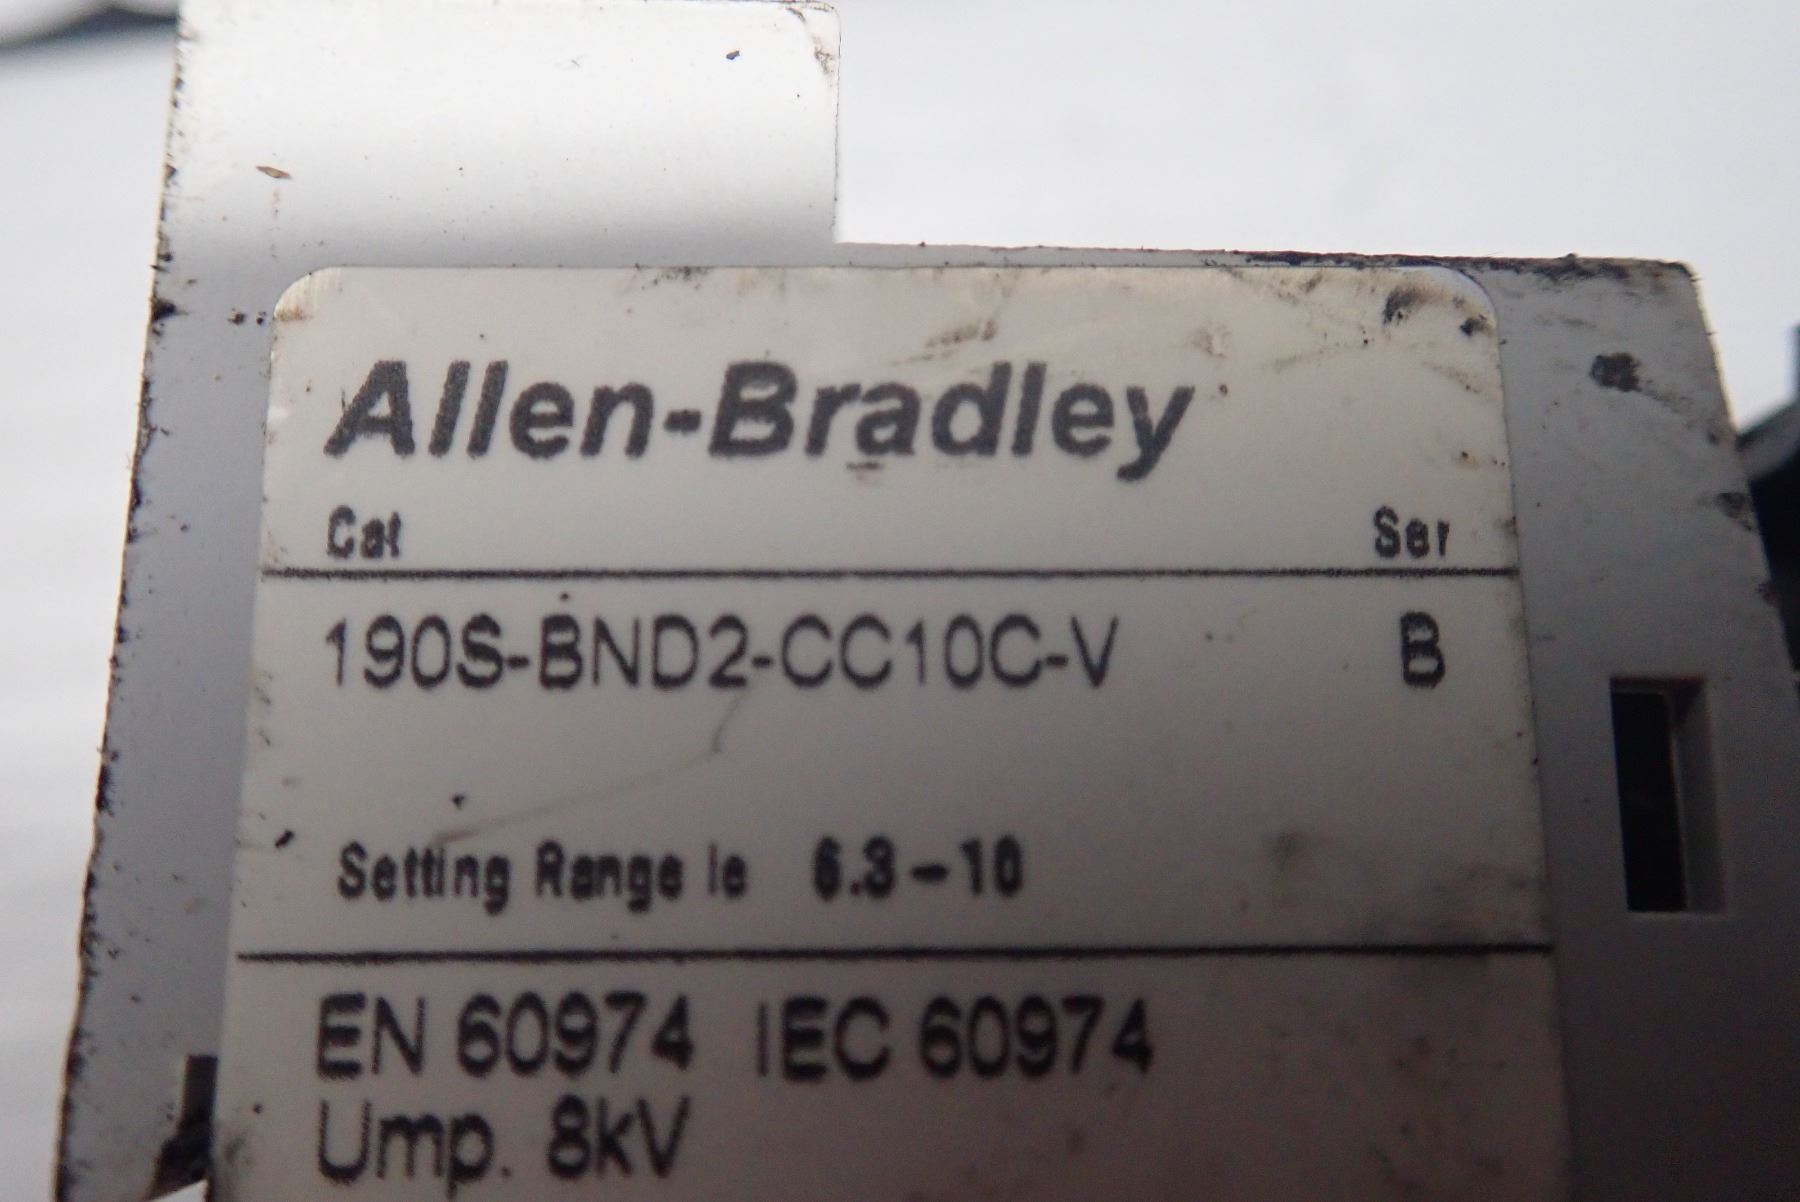 Allen-Bradley
Cat Ser
190S-BND2-CC10C-V B
Setting Range Ie 6.3-10
EN 60974 IEC 60974
Ump. 8kV